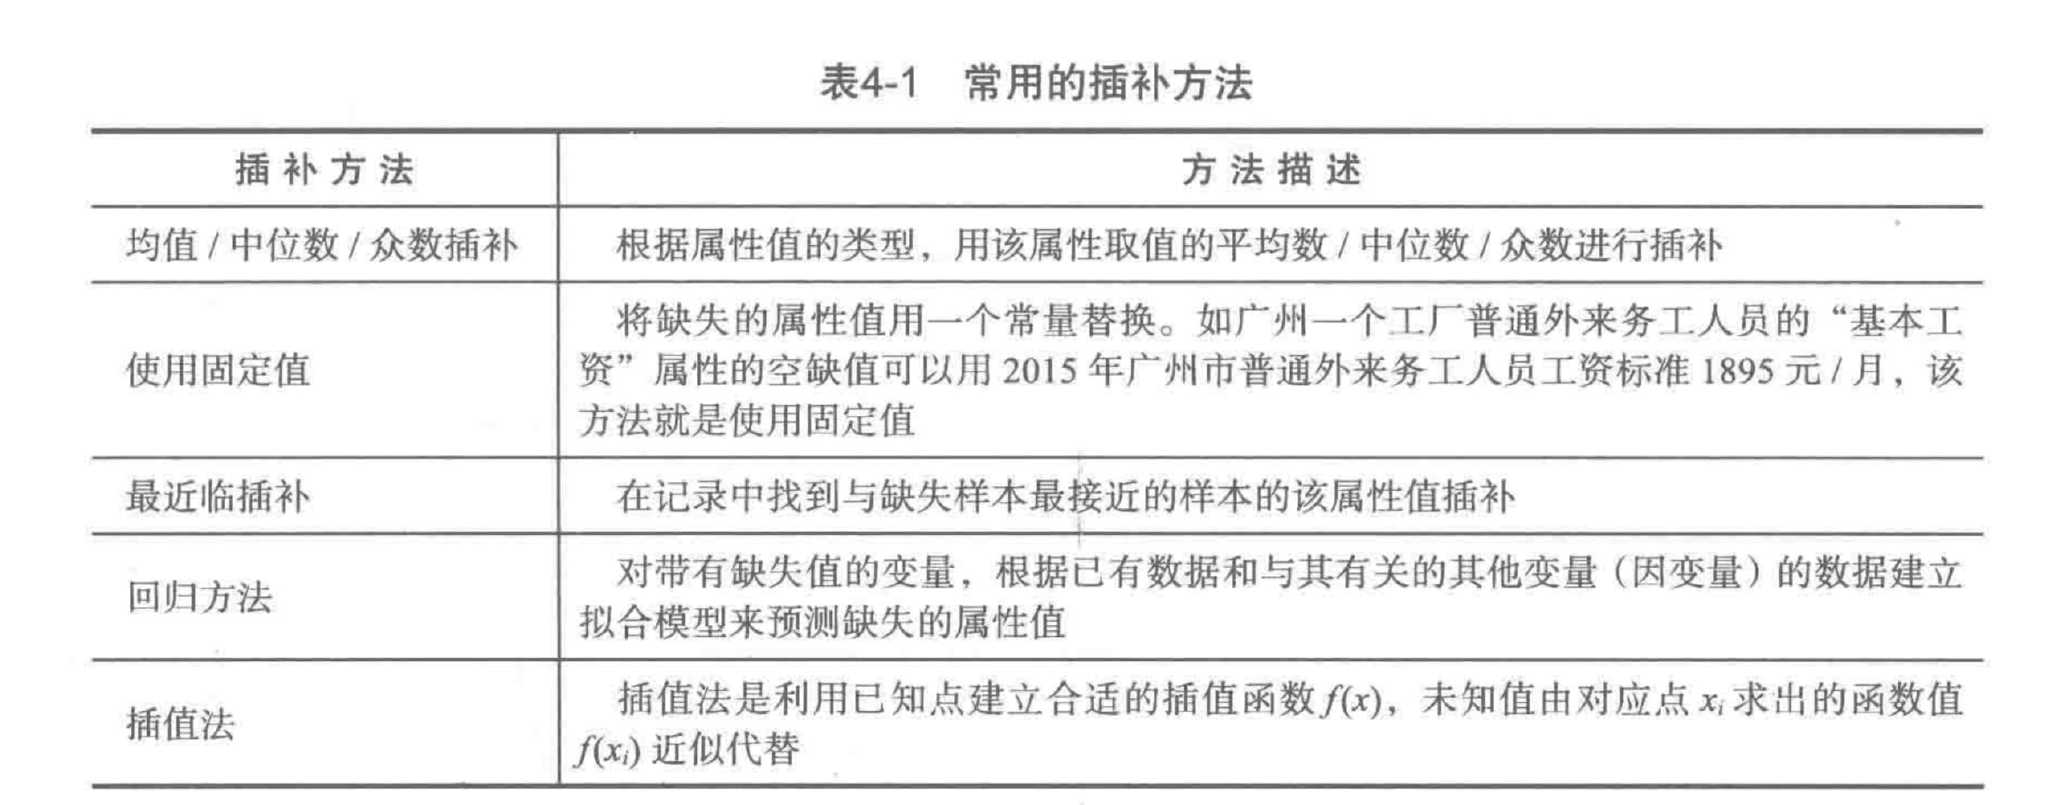 表4-1 常用的插补方法
插补方法 方法描述
均值/中位数/众数插补 根据属性值的类型，用该属性取值的平均数/中位数/众数进行插补
将缺失的属性值用一个常量替换。如广州一个工厂普通外来务工人员的“基本工
使用固定值 资”属性的空缺值可以用2015年广州市普通外来务工人员工资标准1895元/月，该
方法就是使用固定值
最近临插补 在记录中找到与缺失样本最接近的样本的该属性值插补
对带有缺失值的变量，根据已有数据和与其有关的其他变量（因变量）的数据建立
回归方法
拟合模型来预测缺失的属性值
插值法是利用已知点建立合适的插值函数f(x)，未知值由对应点xᵢ求出的函数值
插值法
f(xᵢ)近似代替